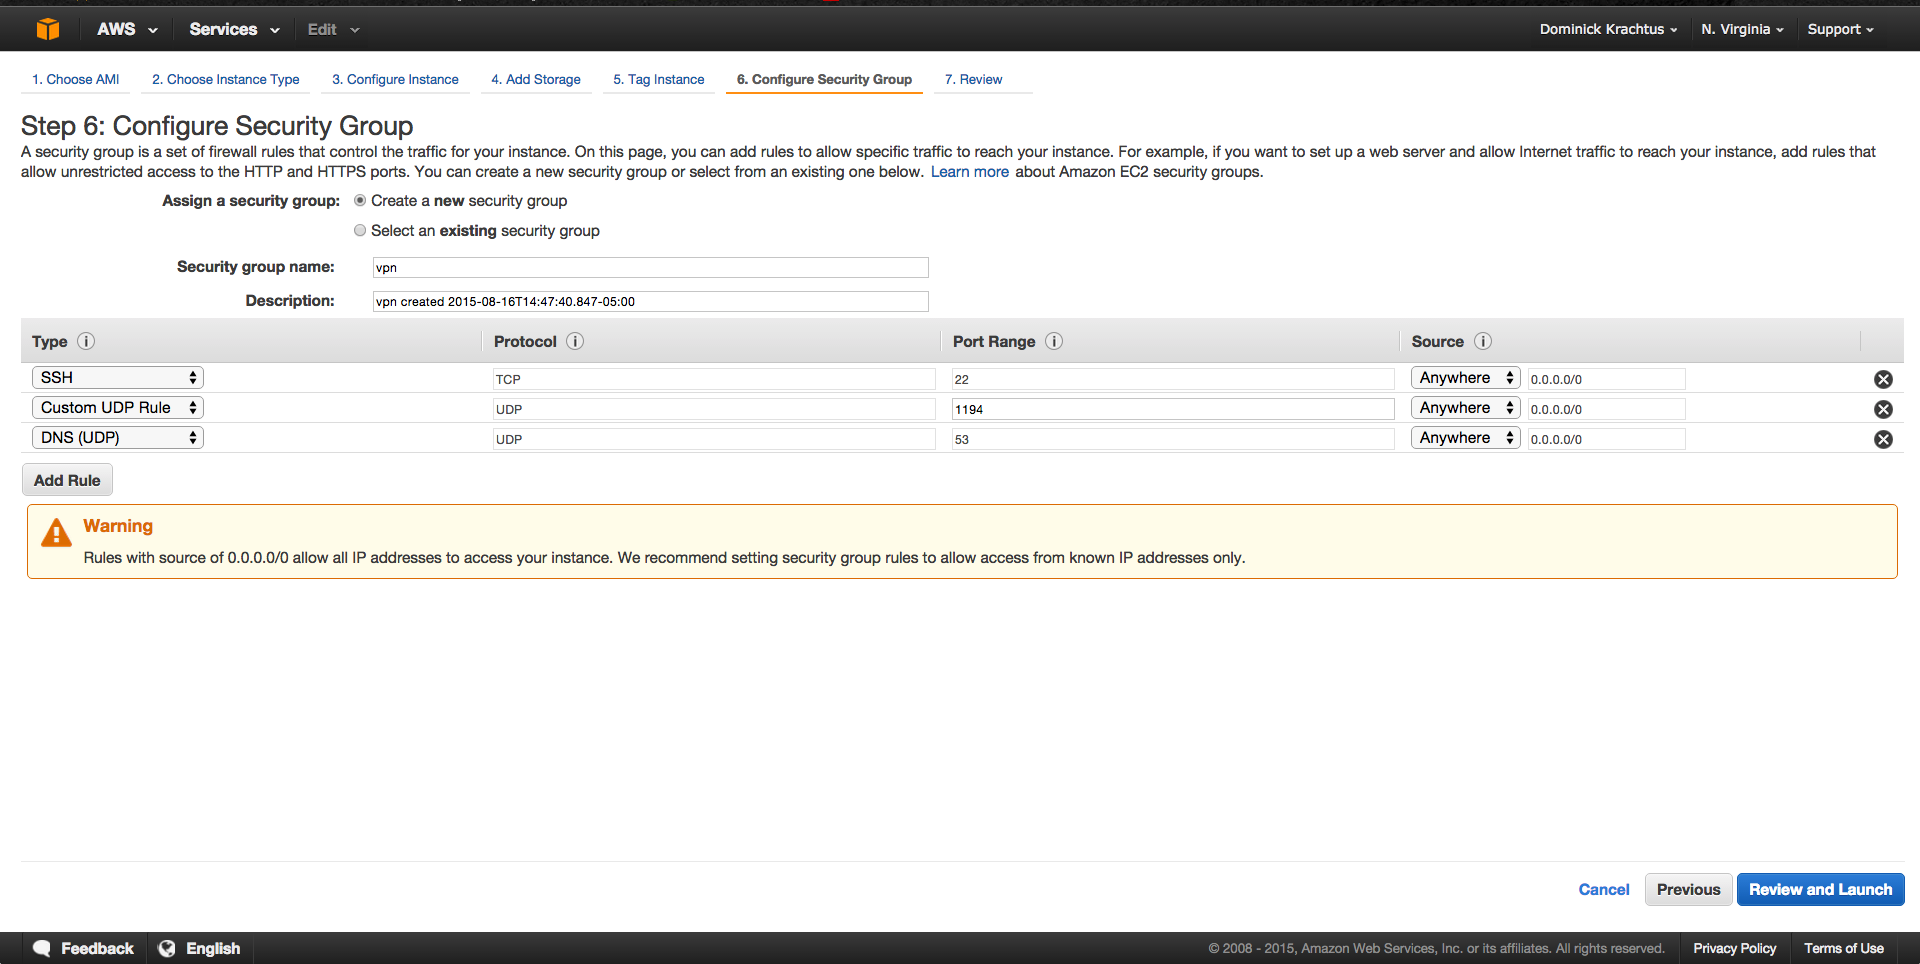 AWS Services Edit Dominick Krachtus N. Virginia Support
1. Choose AMI 2. Choose Instance Type 3. Configure Instance 4. Add Storage 5. Tag Instance 6. Configure Security Group 7. Review
Step 6: Configure Security Group
A security group is a set of firewall rules that control the traffic for your instance. On this page, you can add rules to allow specific traffic to reach your instance. For example, if you want to set up a web server and allow Internet traffic to reach your instance, add rules that
allow unrestricted access to the HTTP and HTTPS ports. You can create a new security group or select from an existing one below. Learn more about Amazon EC2 security groups.
Assign a security group: Create a new security group
Select an existing security group
Security group name: vpn
Description: vpn created 2015-08-16T14:47:40.847-05:00
Type Protocol Port Range Source
SSH TCP 22 Anywhere 0.0.0.0/0
Custom UDP Rule UDP 1194 Anywhere 0.0.0.0/0
DNS (UDP) UDP 53 Anywhere 0.0.0.0/0
Add Rule
Warning
Rules with source of 0.0.0.0/0 allow all IP addresses to access your instance. We recommend setting security group rules to allow access from known IP addresses only.
Cancel Previous Review and Launch
Feedback English © 2008 - 2015, Amazon Web Services, Inc. or its affiliates. All rights reserved. Privacy Policy Terms of Use